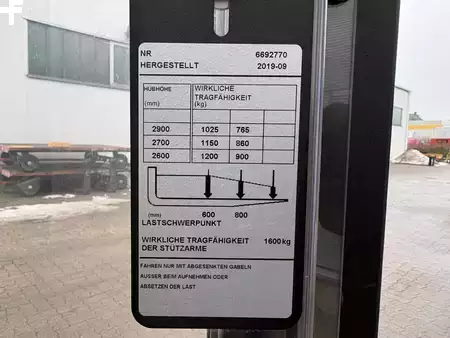 NR 6692770
HERGESTELLT 2019-09
HUBHÖHE (mm) WIRKLICHE TRAGFÄHIGKEIT (kg)
2900 1025 765
2700 1150 860
2600 1200 900
(mm) 600 800
LASTSCHWERPUNKT
WIRKLICHE TRAGFÄHIGKEIT 1600kg
DER STÜTZARME
FAHREN NUR MIT ABGESENKTEN GABELN
AUSSER BEIM AUFNEHMEN ODER
ABSETZEN DER LAST